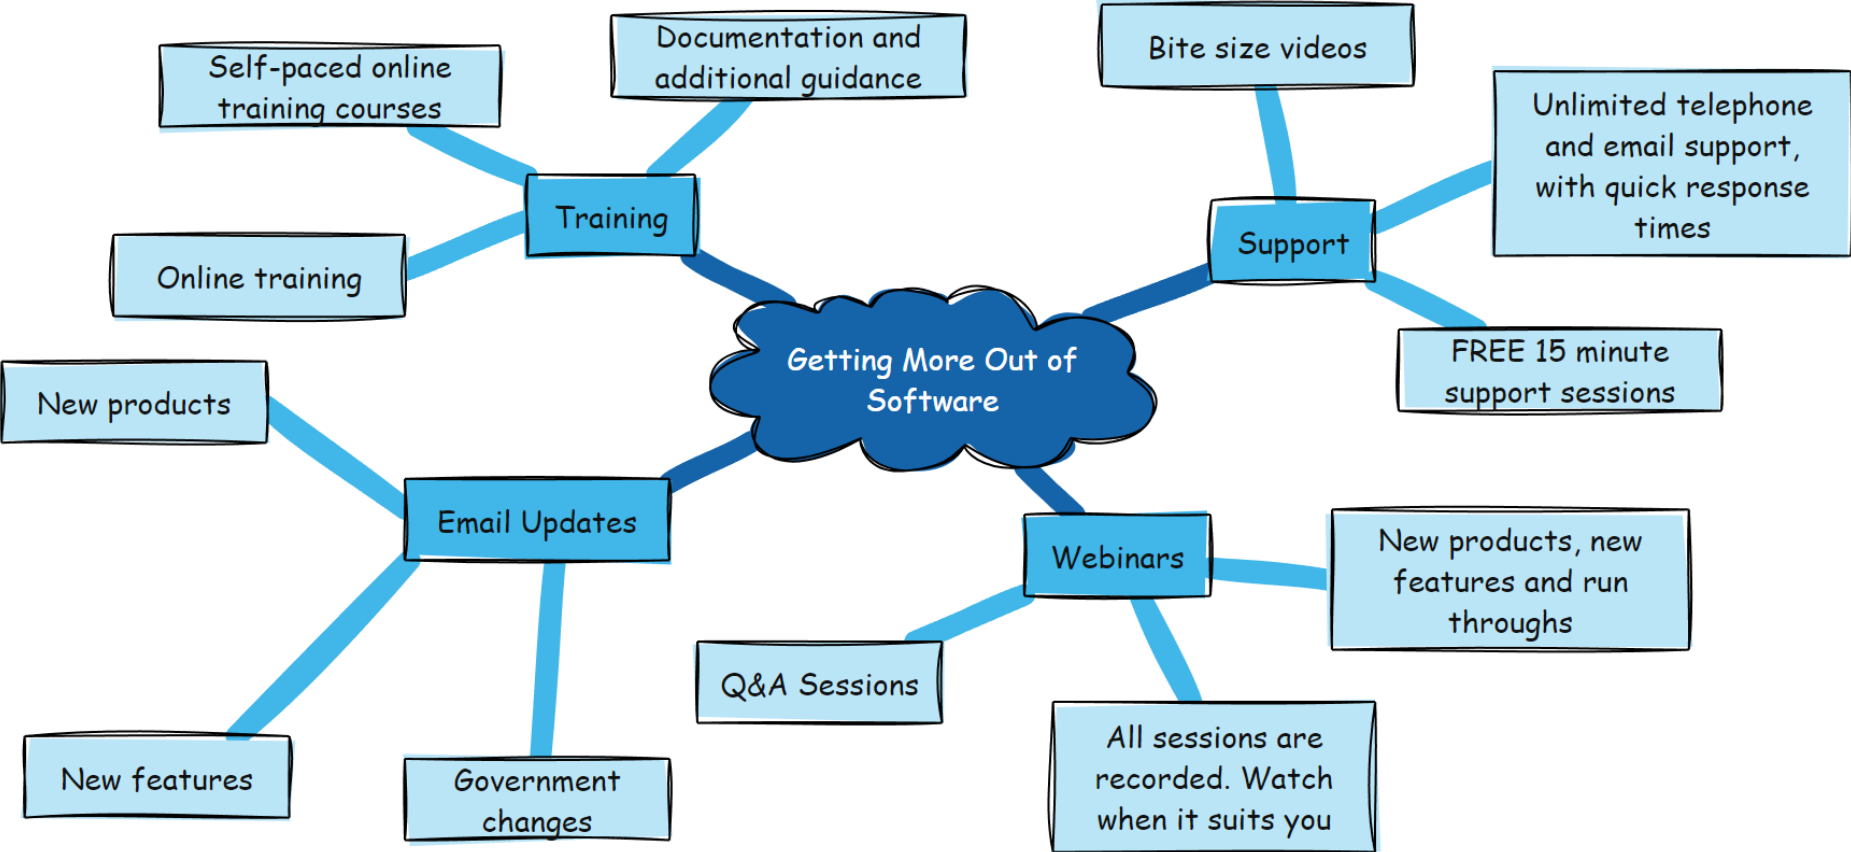 Self-paced online
training courses
Documentation and
additional guidance
Training
Online training
Bite size videos
Unlimited telephone
and email support,
with quick response
times
Support
FREE 15 minute
support sessions
Getting More Out of
Software
New products
Email Updates
New features
Government
changes
Webinars
New products, new
features and run
throughs
Q&A Sessions
All sessions are
recorded. Watch
when it suits you